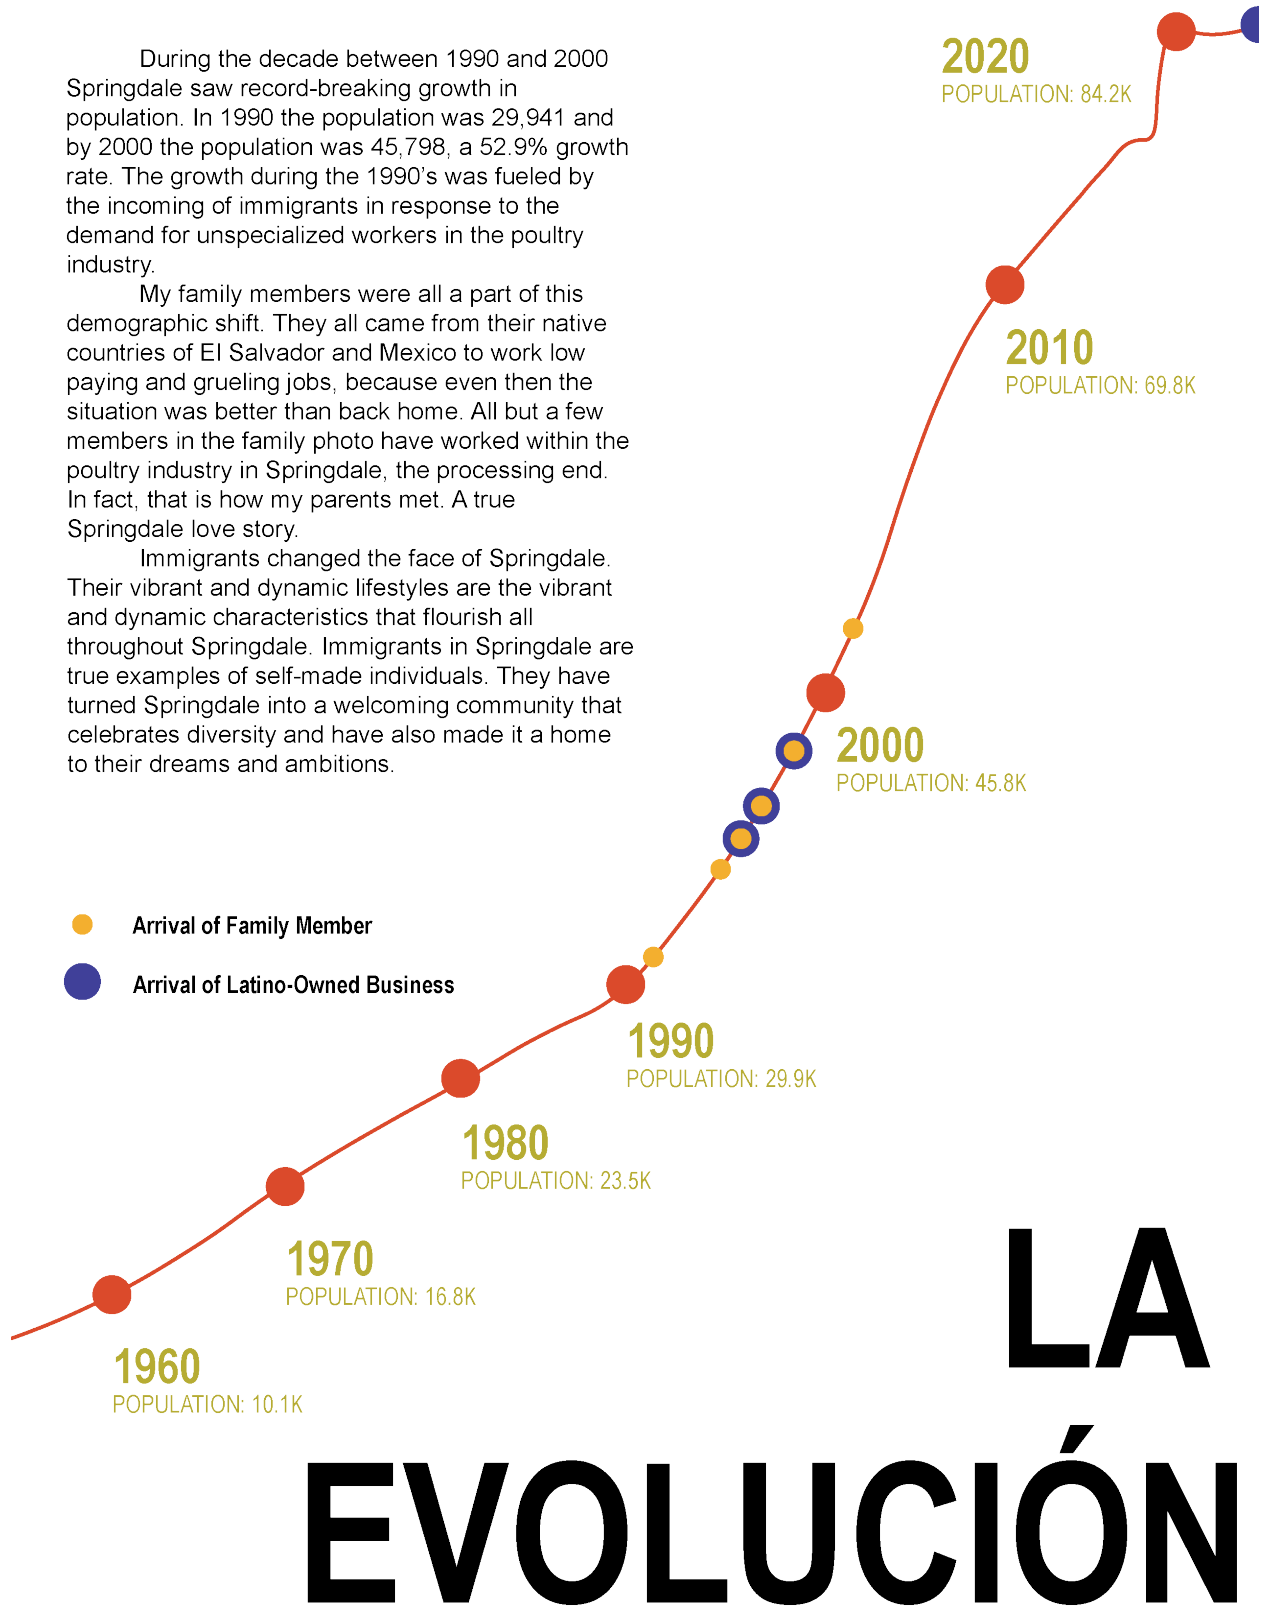 During the decade between 1990 and 2000
Springdale saw record-breaking growth in
population. In 1990 the population was 29,941 and
by 2000 the population was 45,798, a 52.9% growth
rate. The growth during the 1990’s was fueled by
the incoming of immigrants in response to the
demand for unspecialized workers in the poultry
industry.
My family members were all a part of this
demographic shift. They all came from their native
countries of El Salvador and Mexico to work low
paying and grueling jobs, because even then the
situation was better than back home. All but a few
members in the family photo have worked within the
poultry industry in Springdale, the processing end.
In fact, that is how my parents met. A true
Springdale love story.
Immigrants changed the face of Springdale.
Their vibrant and dynamic lifestyles are the vibrant
and dynamic characteristics that flourish all
throughout Springdale. Immigrants in Springdale are
true examples of self-made individuals. They have
turned Springdale into a welcoming community that
celebrates diversity and have also made it a home
to their dreams and ambitions.
2020
POPULATION: 84.2K
2010
POPULATION: 69.8K
2000
POPULATION: 45.8K
Arrival of Family Member
Arrival of Latino-Owned Business
1990
POPULATION: 29.9K
1980
POPULATION: 23.5K
1970
POPULATION: 16.8K
1960
POPULATION: 10.1K
LA
EVOLUCIÓN